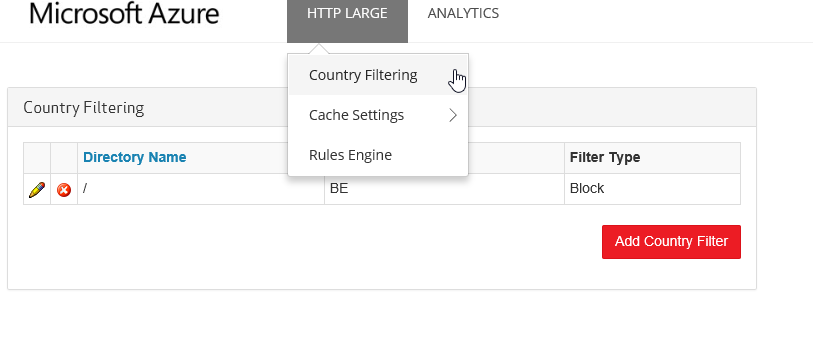 Microsoft Azure
HTTP LARGE
ANALYTICS
Country Filtering
Cache Settings
Rules Engine
Country Filtering
Directory Name
Filter Type
/
BE
Block
Add Country Filter